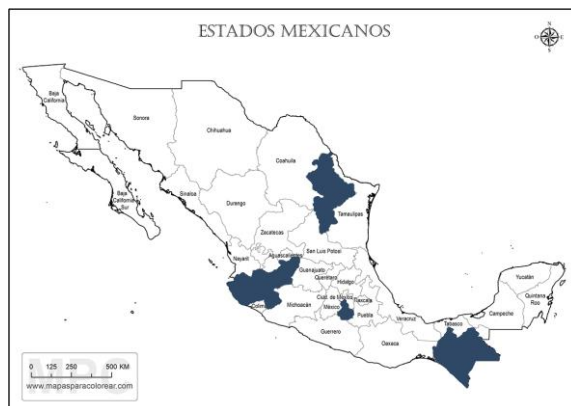 ESTADOS MEXICANOS
N
O
E
S
Baja
California
Sonora
Chihuahua
Coahuila
Baja
California
Sur
Sinaloa
Durango
Tamaulipas
Zacatecas
San Luis Potosí
Nayarit
Aguascalientes
Guanajuato
Querétaro
Hidalgo
Colima
Michoacán
Ciud. de México
México
Tlaxcala
Puebla
Veracruz
Guerrero
Oaxaca
Tabasco
Campeche
Yucatán
Quintana
Roo
MPC
0 125 250 500 KM
www.mapasparacolorear.com